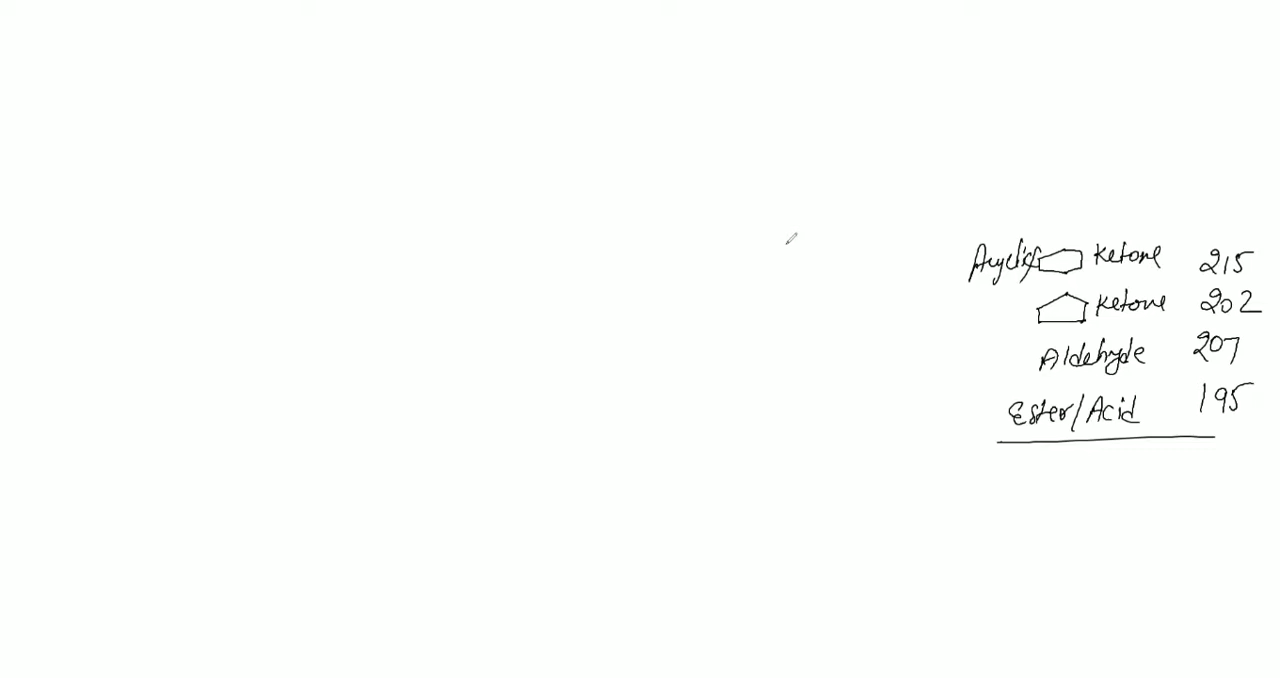 Acyclic/ Ketone 215
Ketone 202
Aldehyde 207
Ester/Acid 195